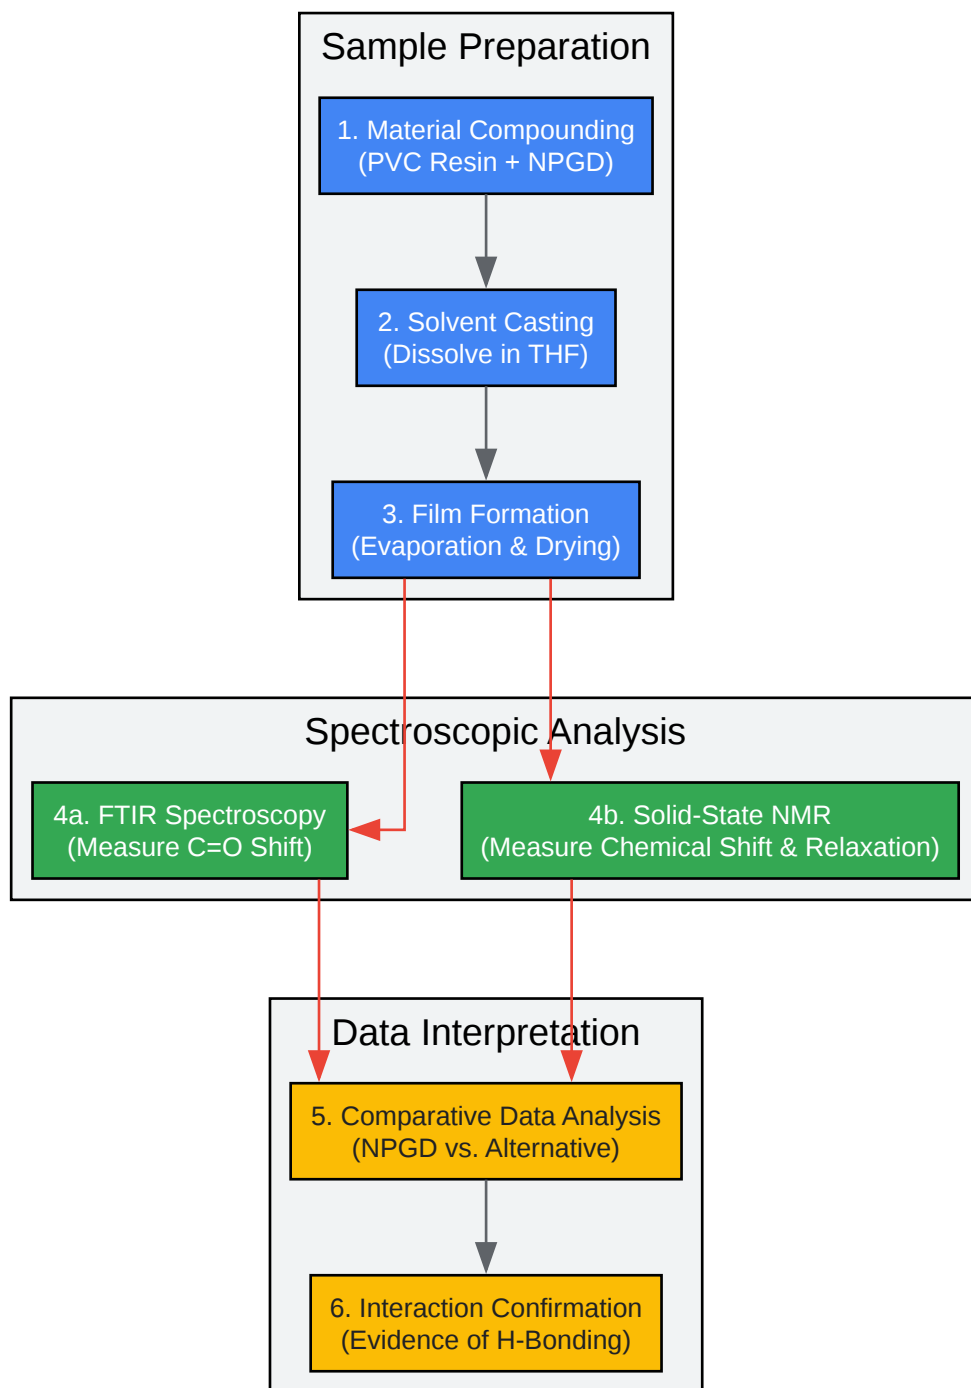 Sample Preparation
1. Material Compounding
(PVC Resin + NPGD)
2. Solvent Casting
(Dissolve in THF)
3. Film Formation
(Evaporation & Drying)
Spectroscopic Analysis
4a. FTIR Spectroscopy
(Measure C=O Shift)
4b. Solid-State NMR
(Measure Chemical Shift & Relaxation)
Data Interpretation
5. Comparative Data Analysis
(NPGD vs. Alternative)
6. Interaction Confirmation
(Evidence of H-Bonding)